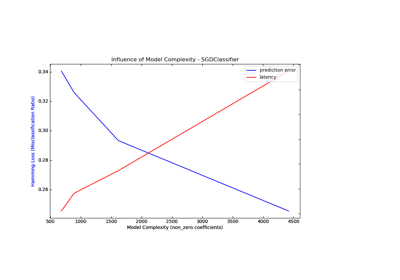 Influence of Model Complexity - SGDClassifier
prediction error
latency
0.34
0.32
0.30
0.28
0.26
Hamming Loss (Misclassification Ratio)
500
1000
1500
2000
2500
3000
3500
4000
4500
Model Complexity (non_zero coefficients)